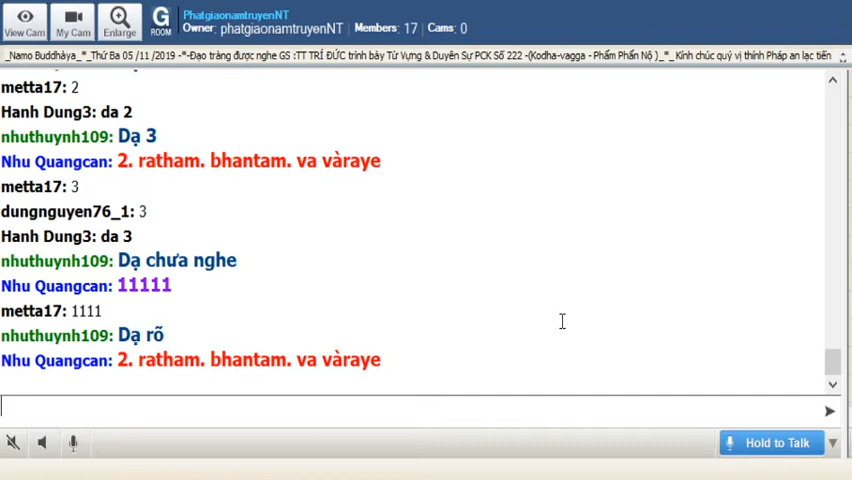 View Cam
My Cam
Enlarge
G
ROOM
PhatgiaonamtruyenNT
Owner: phatgiaonamtruyenNT Members: 17 Cams: 0
_Namo Buddhàya_*_Thứ Ba 05 /11 /2019 -*-Đạo tràng được nghe GS :TT TRÍ ĐỨC trình bày Từ Vựng & Duyên Sự PCK Số 222 -(Kodha-vagga - Phẩm Phẫn Nộ )_*_ Kính chúc quý vị thính Pháp an lạc tiến
metta17: 2
Hanh Dung3: da 2
nhuthuynh109: Dạ 3
Nhu Quangcan: 2. ratham. bhantam. va vàraye
metta17: 3
dungnguyen76_1: 3
Hanh Dung3: da 3
nhuthuynh109: Dạ chưa nghe
Nhu Quangcan: 11111
metta17: 1111
nhuthuynh109: Dạ rõ
Nhu Quangcan: 2. ratham. bhantam. va vàraye
Hold to Talk